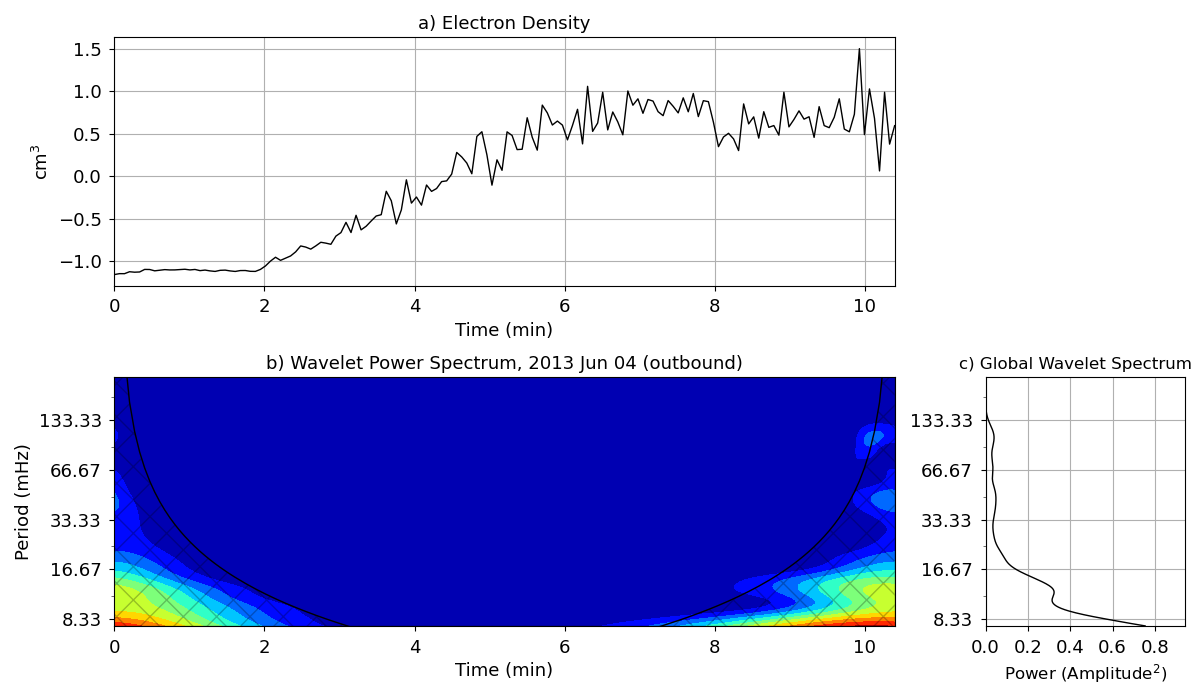 a) Electron Density
1.5
1.0
0.5
0.0
−0.5
−1.0
cm³
0 2 4 6 8 10
Time (min)
b) Wavelet Power Spectrum, 2013 Jun 04 (outbound)
133.33
66.67
33.33
16.67
8.33
Period (mHz)
0 2 4 6 8 10
Time (min)
c) Global Wavelet Spectrum
133.33
66.67
33.33
16.67
8.33
0.0 0.2 0.4 0.6 0.8
Power (Amplitude²)